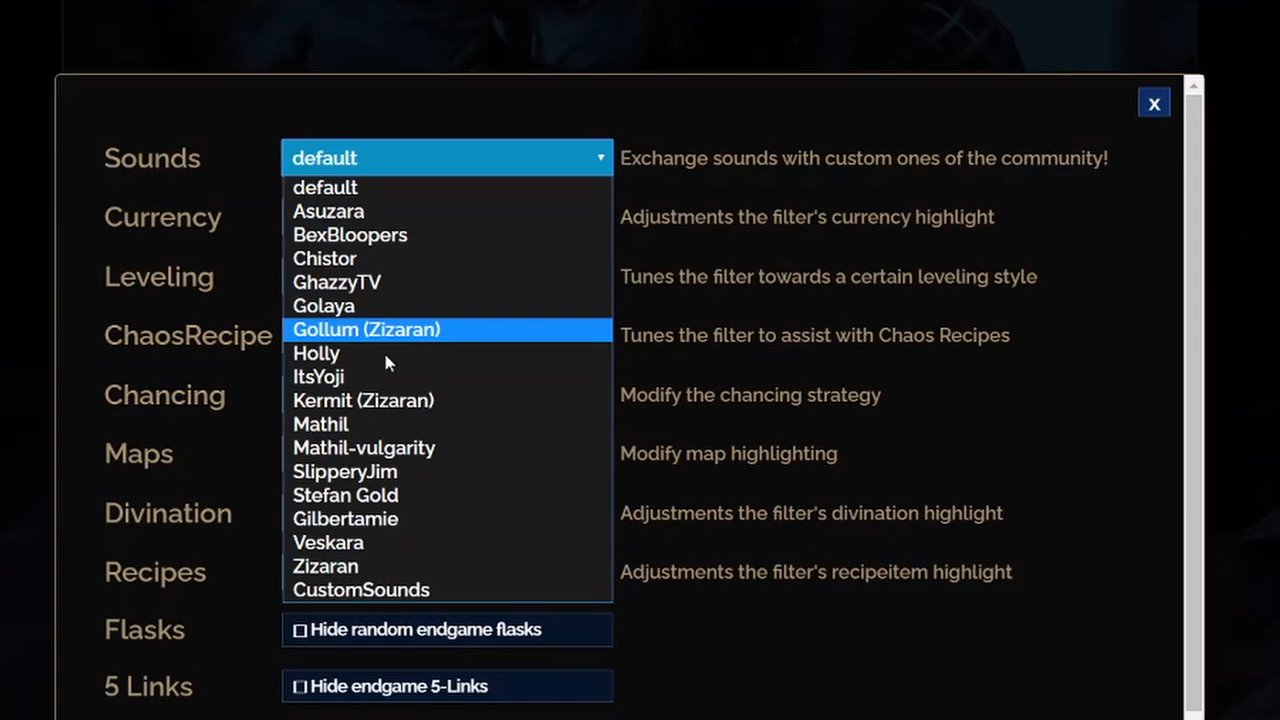 X
Sounds
default
Exchange sounds with custom ones of the community!
default
Asuzara
Currency
Adjustments the filter's currency highlight
BexBloopers
Chistor
Leveling
GhazzyTV
Tunes the filter towards a certain leveling style
Golaya
Gollum (Zizaran)
ChaosRecipe
Tunes the filter to assist with Chaos Recipes
Holly
ItsYoji
Chancing
Kermit (Zizaran)
Modify the chancing strategy
Mathil
Mathil-vulgarity
Maps
Modify map highlighting
SlipperyJim
Stefan Gold
Divination
Gilbertamie
Adjustments the filter's divination highlight
Veskara
Zizaran
Recipes
Adjustments the filter's recipeitem highlight
CustomSounds
Flasks
Hide random endgame flasks
5 Links
Hide endgame 5-Links